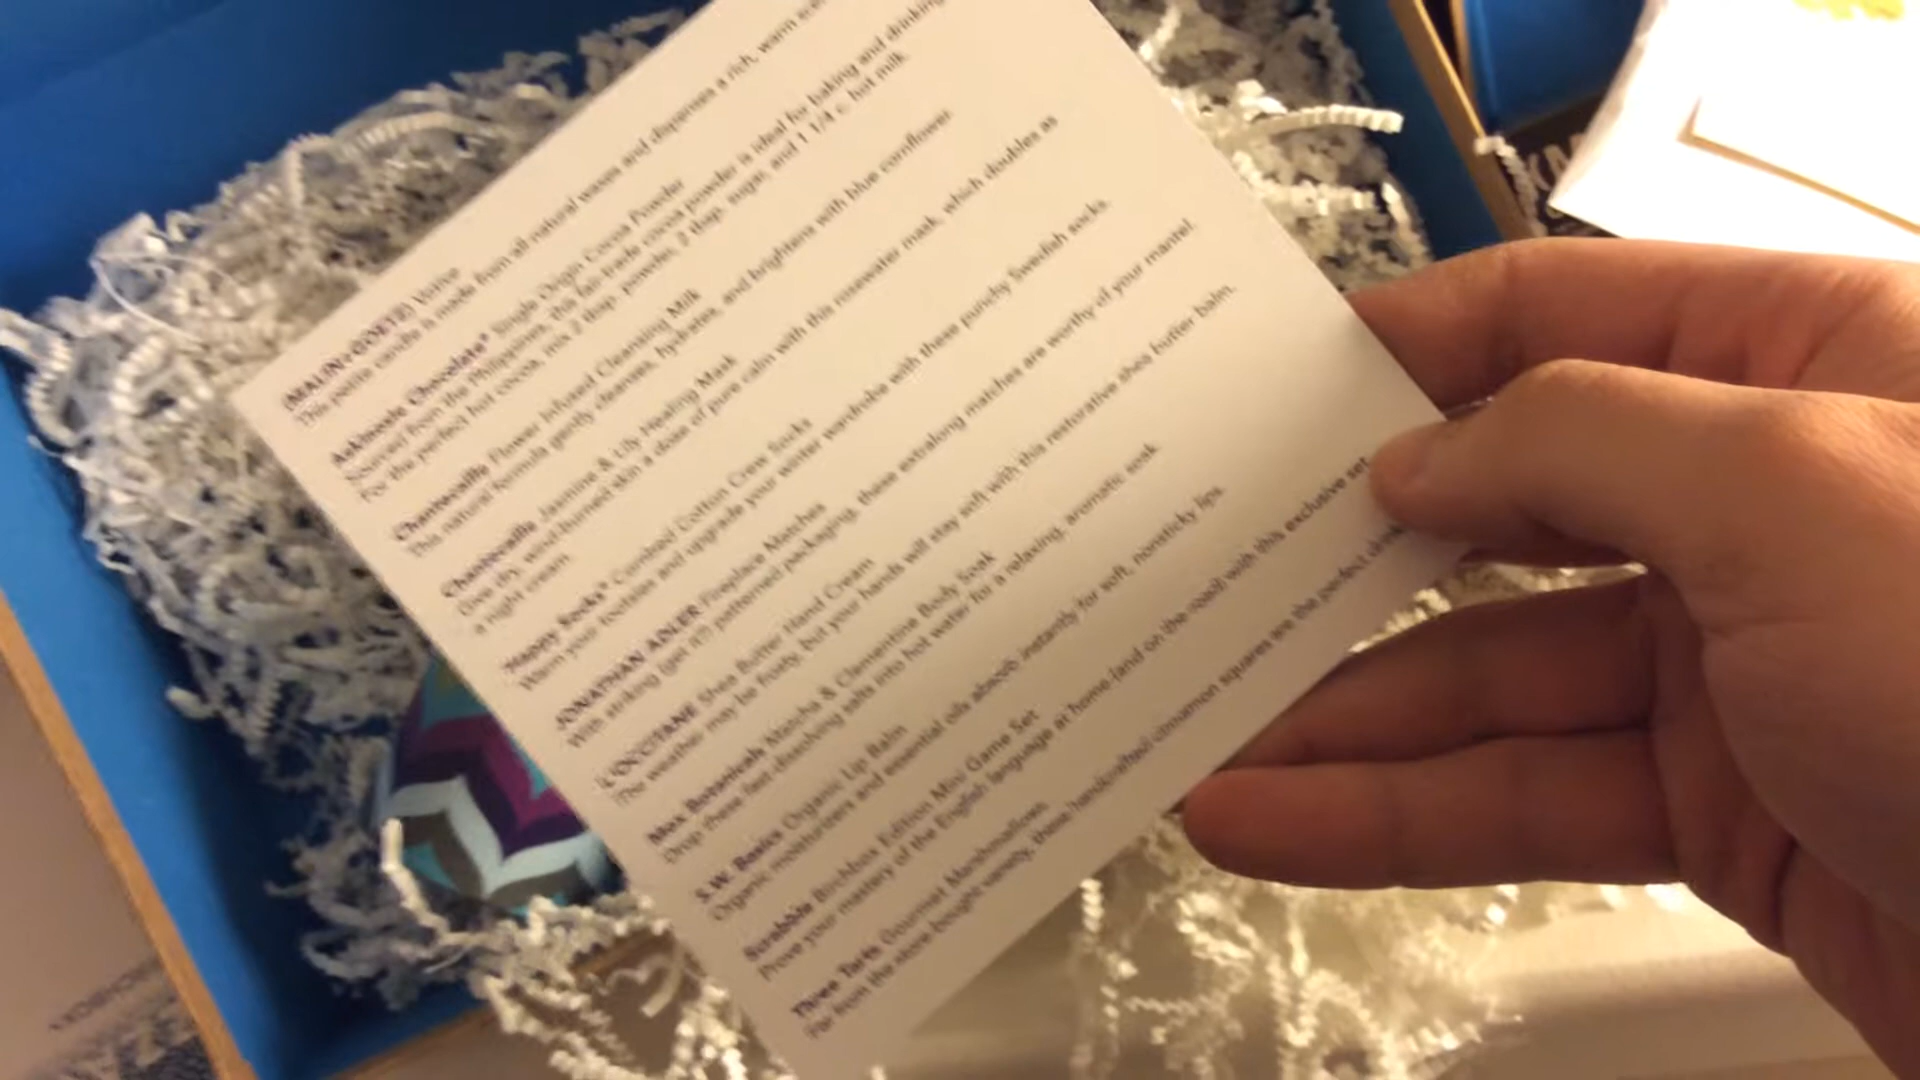 (MALIN+GOETZ) Votive
This petite candle is made from all natural waxes and dispenses a rich, warm
Askinosie Chocolate® Single Origin Cocoa Powder
Sourced from the Philippines, this fair-trade cocoa powder is ideal for baking and drinking
For the perfect hot cocoa, mix 2 tbsp. powder, 2 tbsp. sugar, and 1 1/4 c. hot milk.
Chantecaille Flower Infused Cleansing Milk
This natural formula gently cleanses, hydrates, and brightens with blue cornflower.
Chantecaille Jasmine & Lily Healing Mask
Give dry, wind-burned skin a dose of pure calm with this rosewater mask, which doubles as
a night cream.
Happy Socks® Combed Cotton Crew Socks
Warm your footsies and upgrade your winter wardrobe with these punchy Swedish socks.
JONATHAN ADLER Fireplace Matches
With striking (get it?) patterned packaging, these extralong matches are worthy of your mantel.
L'OCCITANE Shea Butter Hand Cream
The weather may be frosty, but your hands will stay soft with this restorative shea butter balm.
Max Botanicals Matcha & Clementine Body Soak
Drop these fast-dissolving salts into hot water for a relaxing, aromatic soak.
S.W. Basics Organic Lip Balm
Organic moisturizers and essential oils absorb instantly for soft, nonsticky lips.
Scrabble Birchbox Edition Mini Game Set
Prove your mastery of the English language at home (and on the road) with this exclusive set.
Three Tarts Gourmet Marshmallows
Far from the store-bought variety, these handcrafted cinnamon squares are the perfect